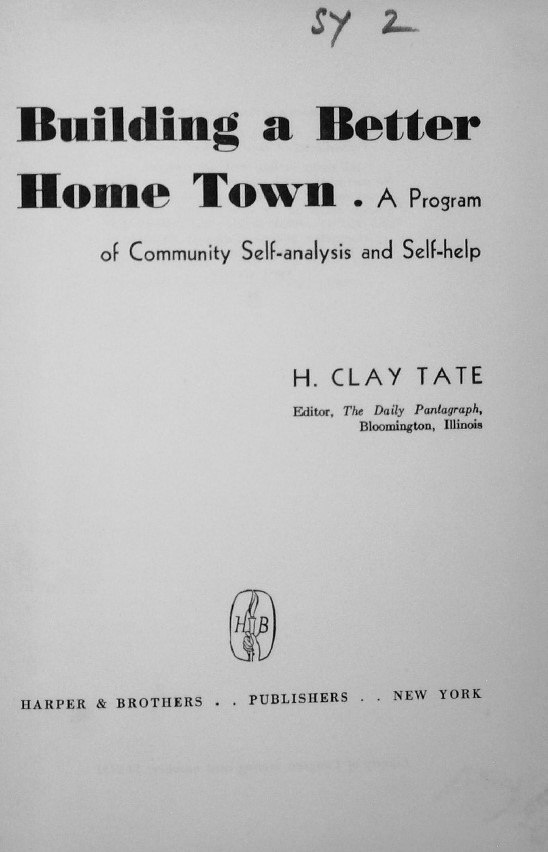 SY 2
Building a Better
Home Town . A Program
of Community Self-analysis and Self-help
H. CLAY TATE
Editor, The Daily Pantagraph,
Bloomington, Illinois
H B
HARPER & BROTHERS . . PUBLISHERS . . NEW YORK